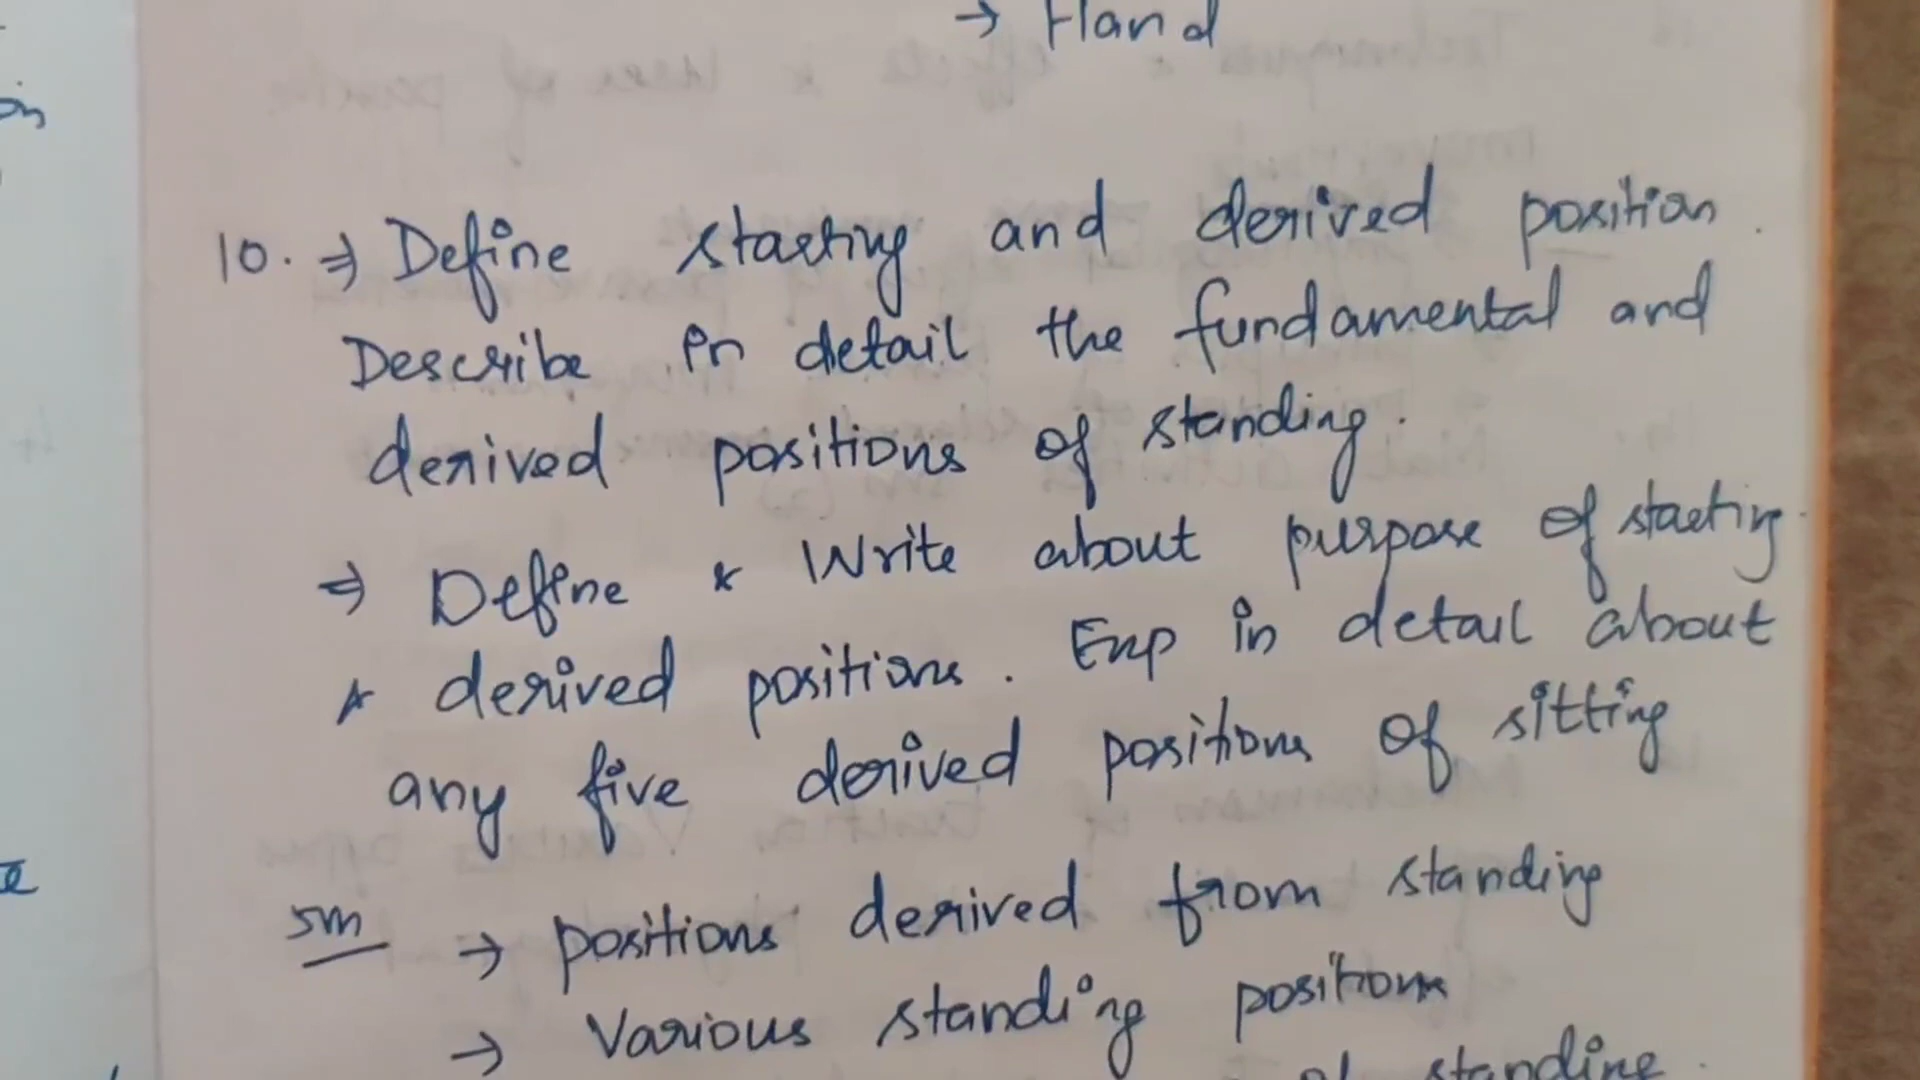 → Hand
10. ⇒ Define starting and derived position.
Describe in detail the fundamental and
derived positions of standing.
⇒ Define & Write about purpose of starting
& derived positions. Exp in detail about
any five derived positions of sitting
5m → positions derived from standing
→ Various standing positions
of standing.